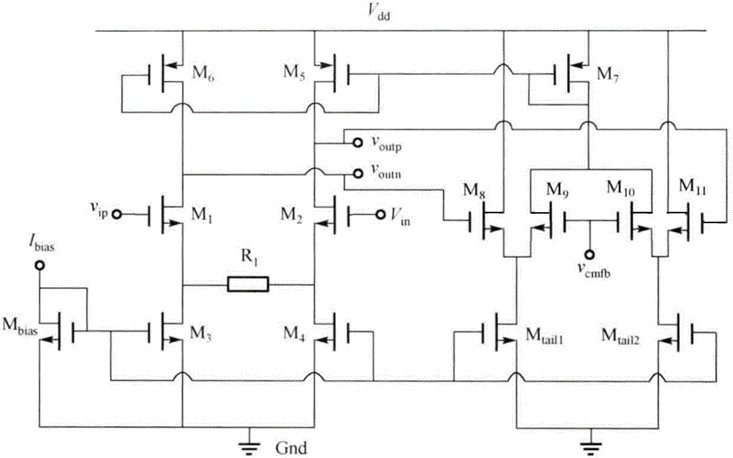 Vdd
M6
M5
M7
voutp
voutn
M8
M9
M10
M11
vip
M1
M2
Vin
Ibias
R1
vcmfb
Mbias
M3
M4
Mtail1
Mtail2
Gnd